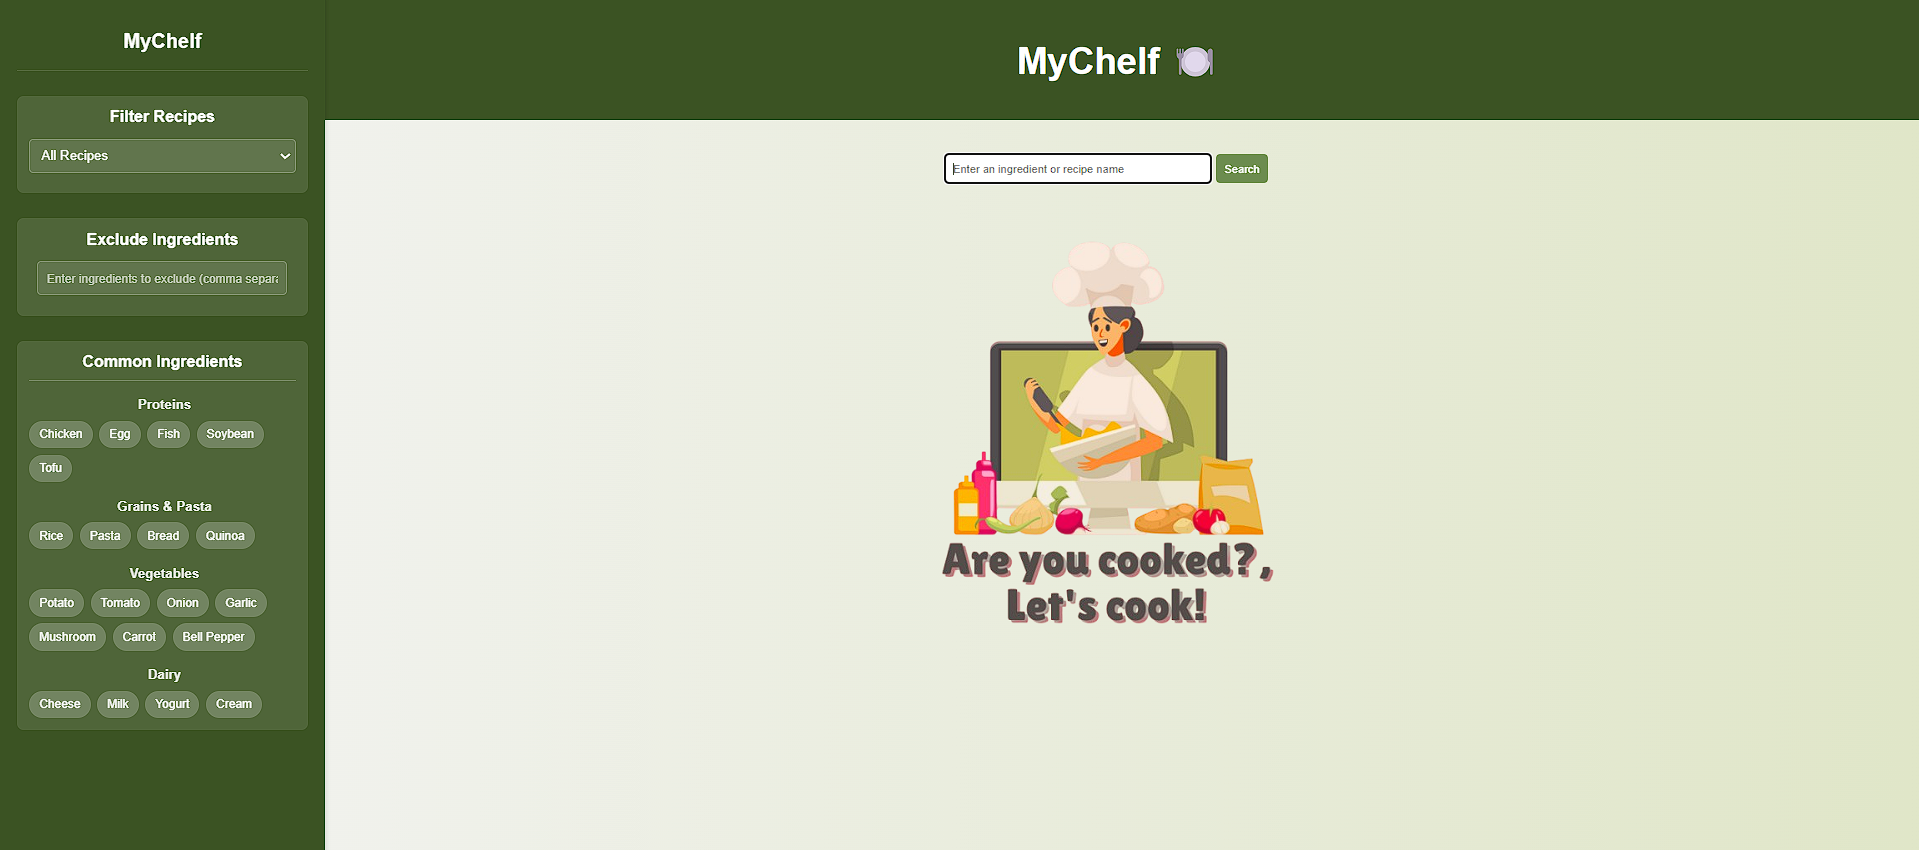 MyChelf
Filter Recipes
All Recipes
Exclude Ingredients
Enter ingredients to exclude (comma separa
Common Ingredients
Proteins
Chicken Egg Fish Soybean
Tofu
Grains & Pasta
Rice Pasta Bread Quinoa
Vegetables
Potato Tomato Onion Garlic
Mushroom Carrot Bell Pepper
Dairy
Cheese Milk Yogurt Cream
MyChelf
Enter an ingredient or recipe name Search
Are you cooked?,
Let's cook!